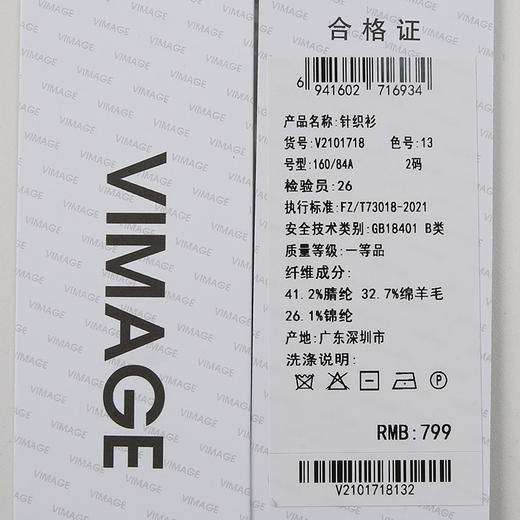 VIMAGE
合格证
6 941602 716934
产品名称:针织衫
货号:V2101718 色号:13
号型:160/84A 2码
检验员:26
执行标准:FZ/T73018-2021
安全技术类别:GB18401 B类
质量等级:一等品
纤维成分:
41.2%腈纶 32.7%绵羊毛
26.1%锦纶
产地:广东深圳市
洗涤说明:
P
RMB:799
V2101718132